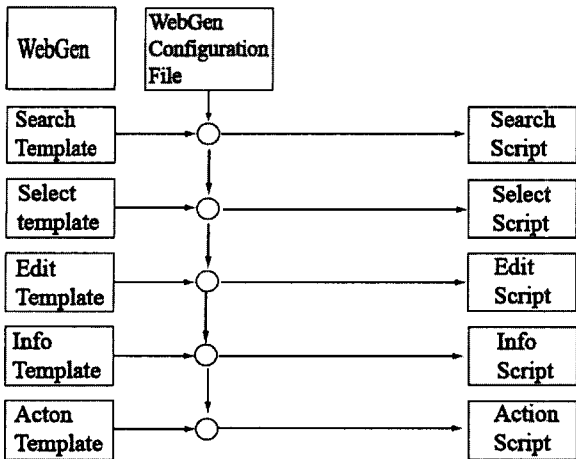 WebGen
WebGen
Configuration
File
Search
Template
Search
Script
Select
template
Select
Script
Edit
Template
Edit
Script
Info
Template
Info
Script
Acton
Template
Action
Script